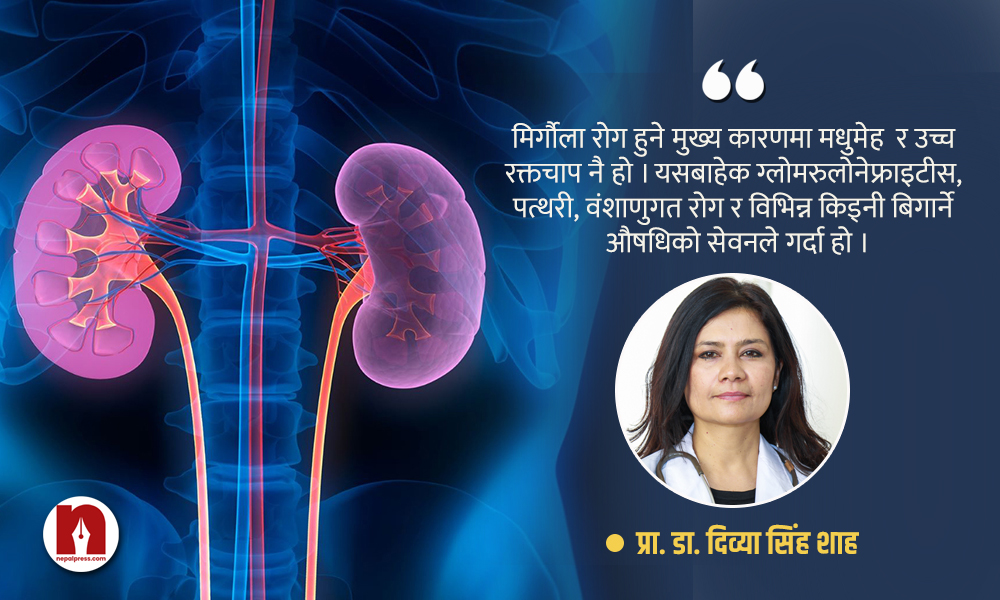 मिर्गौला रोग हुने मुख्य कारणमा मधुमेह र उच्च
रक्तचाप नै हो । यसबाहेक ग्लोमरुलोनेफ्राइटीस,
पत्थरी, वंशाणुगत रोग र विभिन्न किड्नी बिगार्ने
औषधिको सेवनले गर्दा हो ।
प्रा. डा. दिव्या सिंह शाह
n
nepalpress.com